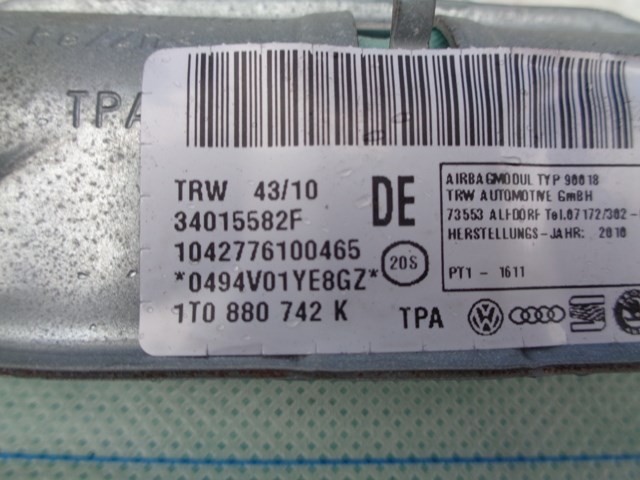 TPA
TRW 43/10
34015582F
1042776100465
*0494V01YE8GZ*
1T0 880 742 K
DE
20S
TPA
AIRBAGMODUL TYP 90018
TRW AUTOMOTIVE GmBH
73553 ALFDORF Tel.07172/302-
HERSTELLUNGS-JAHR: 2010
PT1 - 1611